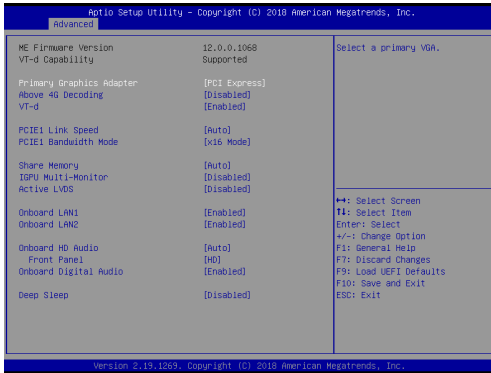 Aptio Setup Utility – Copyright (C) 2018 American Megatrends, Inc.
Advanced
ME Firmware Version 12.0.0.1068
VT-d Capability Supported
Primary Graphics Adapter [PCI Express]
Above 4G Decoding [Disabled]
VT-d [Enabled]
PCIE1 Link Speed [Auto]
PCIE1 Bandwidth Mode [x16 Mode]
Share Memory [Auto]
IGPU Multi-Monitor [Disabled]
Active LVDS [Disabled]
Onboard LAN1 [Enabled]
Onboard LAN2 [Enabled]
Onboard HD Audio [Auto]
Front Panel [HD]
Onboard Digital Audio [Enabled]
Deep Sleep [Disabled]
Select a primary VGA.
↔: Select Screen
↑↓: Select Item
Enter: Select
+/-: Change Option
F1: General Help
F7: Discard Changes
F9: Load UEFI Defaults
F10: Save and Exit
ESC: Exit
Version 2.19.1269. Copyright (C) 2018 American Megatrends, Inc.